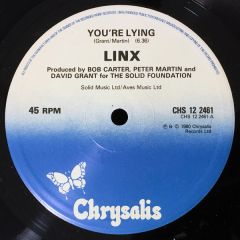 YOU'RE LYING
(Grant/Martin) (6.36)
LINX
Produced by BOB CARTER, PETER MARTIN and
DAVID GRANT for THE SOLID FOUNDATION
Solid Music Ltd/Aves Music Ltd
45 RPM
CHS 12 2461
CHS 12 2461 A
℗ & © 1980 Chrysalis
Records Ltd
Chrysalis